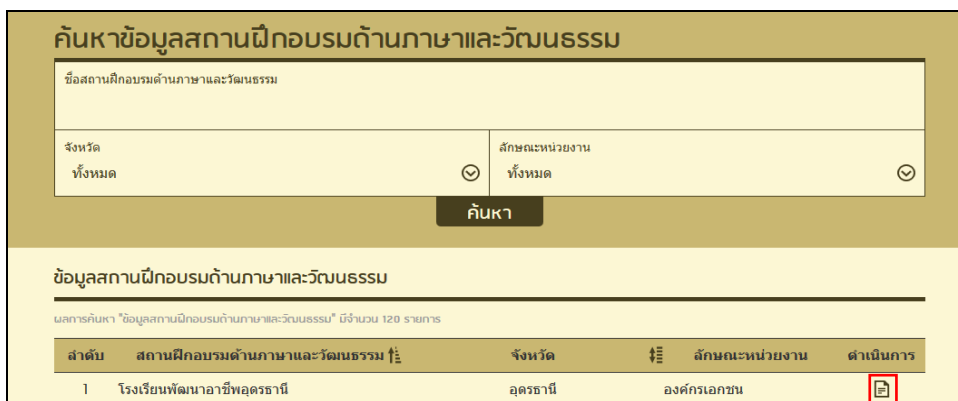 ค้นหาข้อมูลสถานฝึกอบรมด้านภาษาและวัฒนธรรม
ชื่อสถานฝึกอบรมด้านภาษาและวัฒนธรรม
จังหวัด ลักษณะหน่วยงาน
ทั้งหมด ทั้งหมด
ค้นหา
ข้อมูลสถานฝึกอบรมด้านภาษาและวัฒนธรรม
ผลการค้นหา "ข้อมูลสถานฝึกอบรมด้านภาษาและวัฒนธรรม" มีจำนวน 120 รายการ
ลำดับ สถานฝึกอบรมด้านภาษาและวัฒนธรรม จังหวัด ลักษณะหน่วยงาน ดำเนินการ
1 โรงเรียนพัฒนาอาชีพอุดรธานี อุดรธานี องค์กรเอกชน